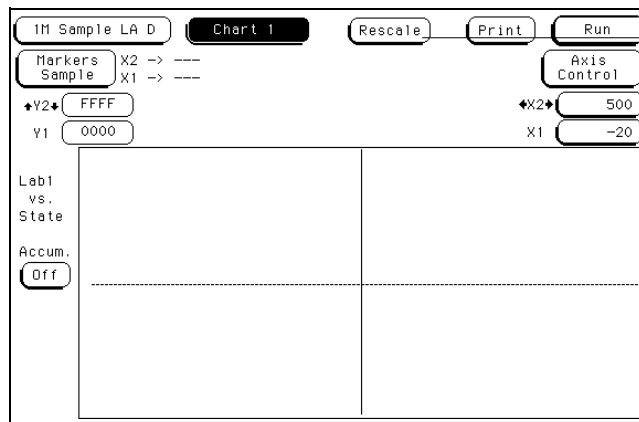 1M Sample LA D Chart 1 Rescale Print Run
Markers Sample X2 -> ---
X1 -> ---
Axis Control
Y2 FFFF X2 500
Y1 0000 X1 -20
Lab1
vs.
State
Accum.
Off